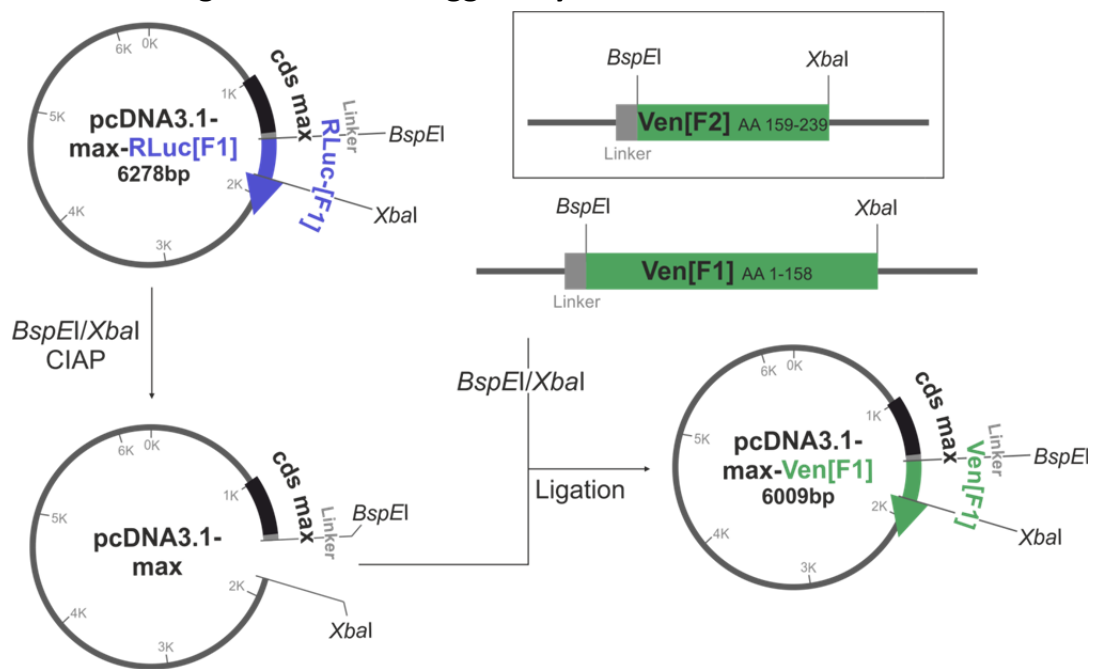 0K
6K
1K
5K
2K
4K
3K
cds max
Linker
RLuc-[F1]
BspEI
XbaI
pcDNA3.1-
max-RLuc[F1]
6278bp
BspEI
XbaI
Ven[F2] AA 159-239
Linker
BspEI
XbaI
Ven[F1] AA 1-158
Linker
BspEI/XbaI
CIAP
BspEI/XbaI
Ligation
0K
6K
1K
5K
2K
4K
3K
cds max
Linker
BspEI
XbaI
pcDNA3.1-
max
0K
6K
1K
5K
2K
4K
3K
cds max
Linker
Ven[F1]
BspEI
XbaI
pcDNA3.1-
max-Ven[F1]
6009bp